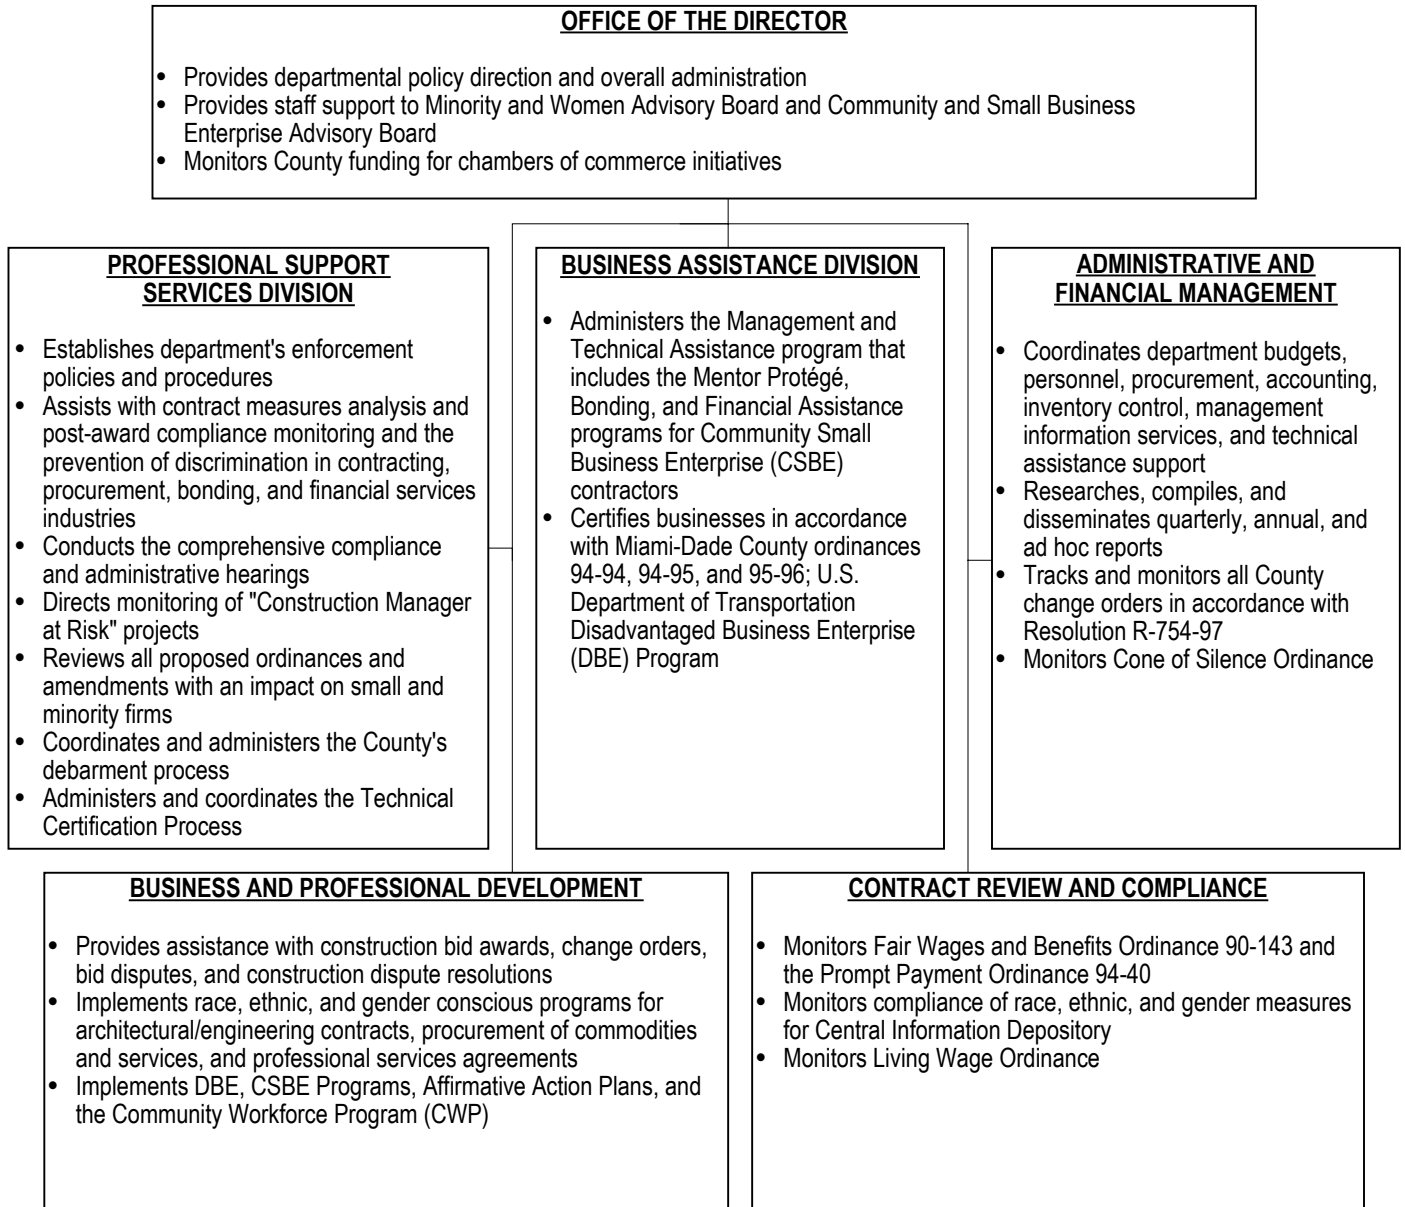 OFFICE OF THE DIRECTOR
• Provides departmental policy direction and overall administration
• Provides staff support to Minority and Women Advisory Board and Community and Small Business
Enterprise Advisory Board
• Monitors County funding for chambers of commerce initiatives
PROFESSIONAL SUPPORT
SERVICES DIVISION
• Establishes department's enforcement
policies and procedures
• Assists with contract measures analysis and
post-award compliance monitoring and the
prevention of discrimination in contracting,
procurement, bonding, and financial services
industries
• Conducts the comprehensive compliance
and administrative hearings
• Directs monitoring of "Construction Manager
at Risk" projects
• Reviews all proposed ordinances and
amendments with an impact on small and
minority firms
• Coordinates and administers the County's
debarment process
• Administers and coordinates the Technical
Certification Process
BUSINESS ASSISTANCE DIVISION
• Administers the Management and
Technical Assistance program that
includes the Mentor Protégé,
Bonding, and Financial Assistance
programs for Community Small
Business Enterprise (CSBE)
contractors
• Certifies businesses in accordance
with Miami-Dade County ordinances
94-94, 94-95, and 95-96; U.S.
Department of Transportation
Disadvantaged Business Enterprise
(DBE) Program
ADMINISTRATIVE AND
FINANCIAL MANAGEMENT
• Coordinates department budgets,
personnel, procurement, accounting,
inventory control, management
information services, and technical
assistance support
• Researches, compiles, and
disseminates quarterly, annual, and
ad hoc reports
• Tracks and monitors all County
change orders in accordance with
Resolution R-754-97
• Monitors Cone of Silence Ordinance
BUSINESS AND PROFESSIONAL DEVELOPMENT
• Provides assistance with construction bid awards, change orders,
bid disputes, and construction dispute resolutions
• Implements race, ethnic, and gender conscious programs for
architectural/engineering contracts, procurement of commodities
and services, and professional services agreements
• Implements DBE, CSBE Programs, Affirmative Action Plans, and
the Community Workforce Program (CWP)
CONTRACT REVIEW AND COMPLIANCE
• Monitors Fair Wages and Benefits Ordinance 90-143 and
the Prompt Payment Ordinance 94-40
• Monitors compliance of race, ethnic, and gender measures
for Central Information Depository
• Monitors Living Wage Ordinance